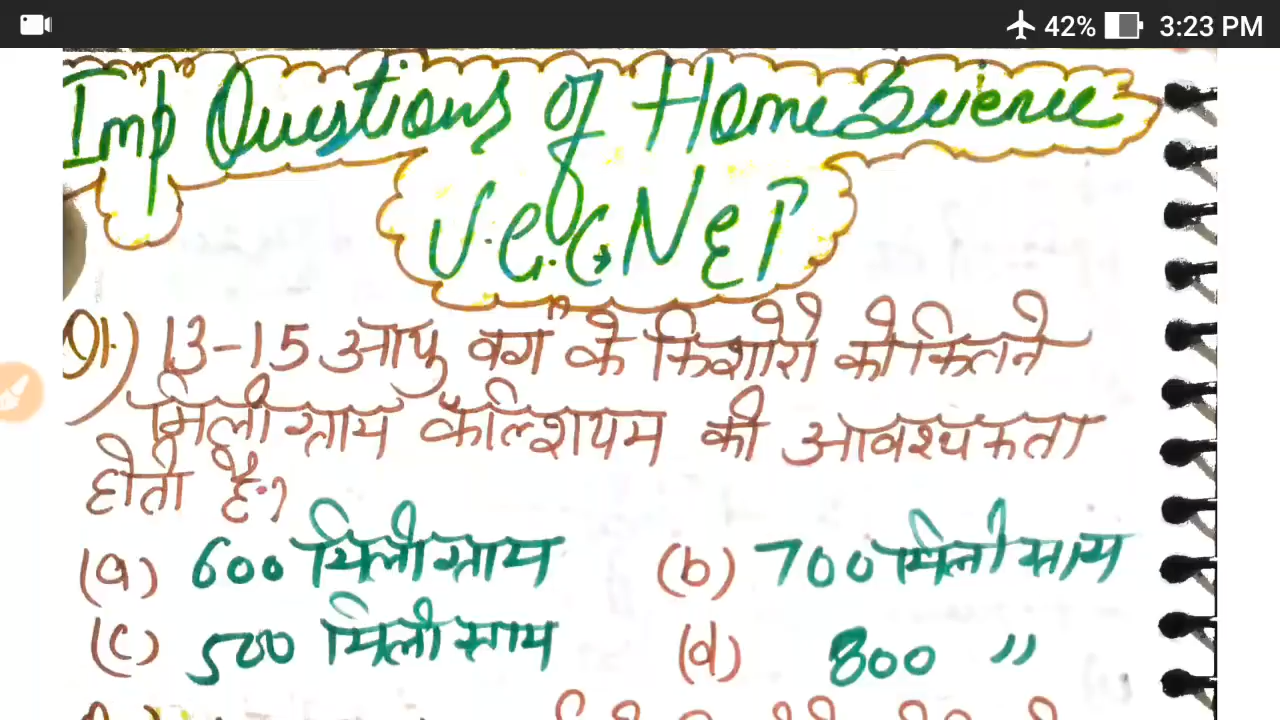 42% 3:23 PM
Imp Questions of Home Science
U.G.C NET
Q1) 13-15 आयु वर्ग के किशोरो को कितने
मिली ग्राम कैल्शियम की आवश्यकता
होती है?
(a) 600 मिली ग्राम (b) 700 मिली ग्राम
(c) 500 मिली ग्राम (d) 800 〃